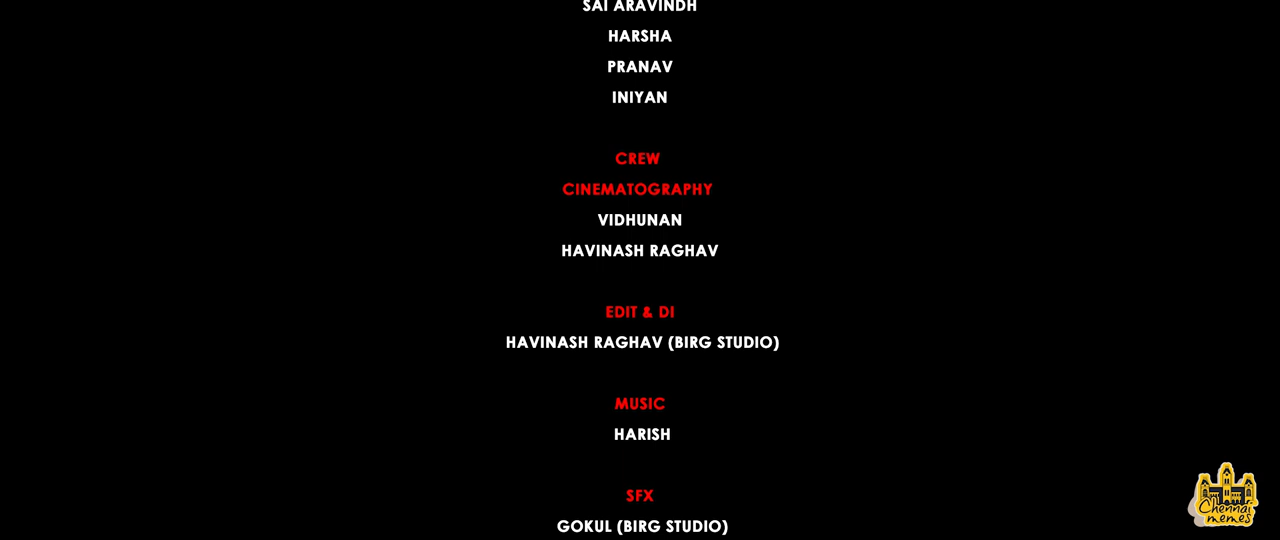 SAI ARAVINDH
HARSHA
PRANAV
INIYAN
CREW
CINEMATOGRAPHY
VIDHUNAN
HAVINASH RAGHAV
EDIT & DI
HAVINASH RAGHAV (BIRG STUDIO)
MUSIC
HARISH
SFX
GOKUL (BIRG STUDIO)
Chennai
memes